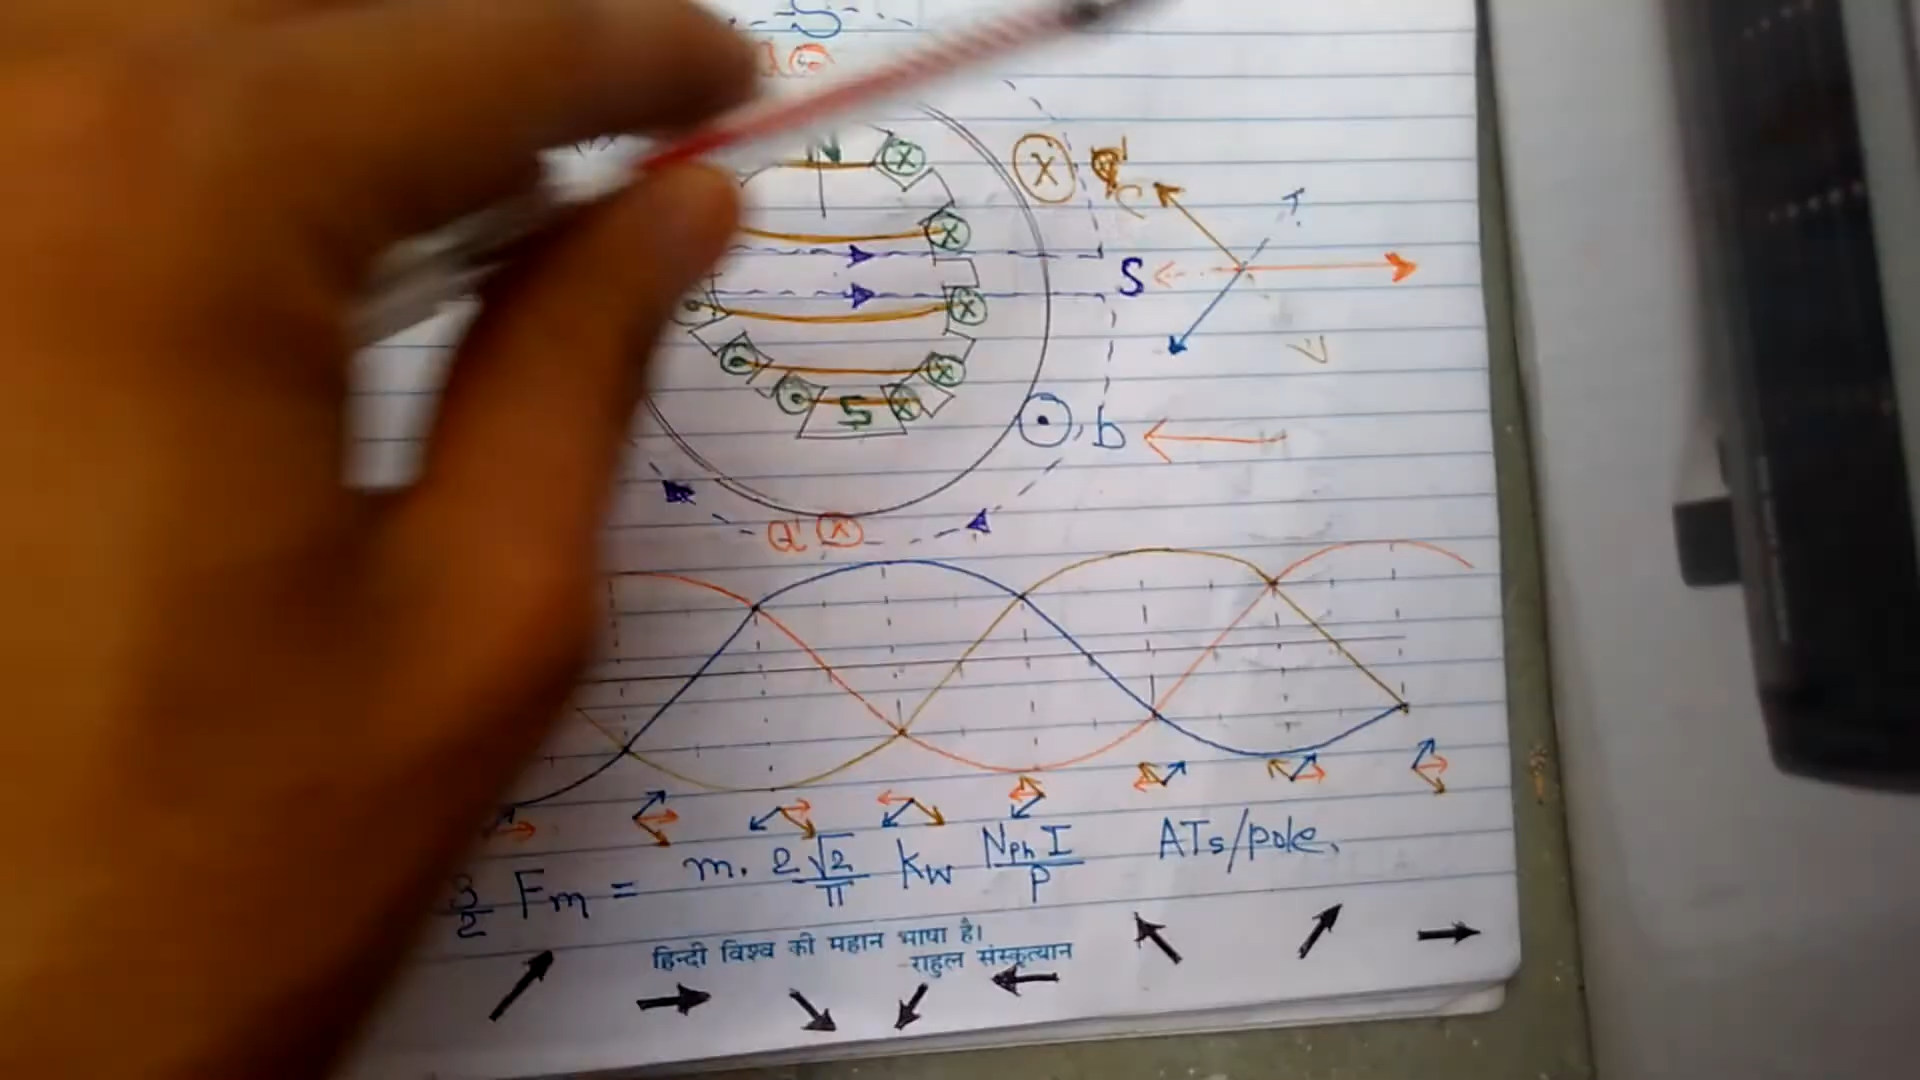 S
a
N
c'
S
S
b
a'
3/2 Fm = m. 2√2/π Kw Nph I/P ATs/pole.
हिन्दी विश्व की महान भाषा है।
राहुल संस्कृत्यान